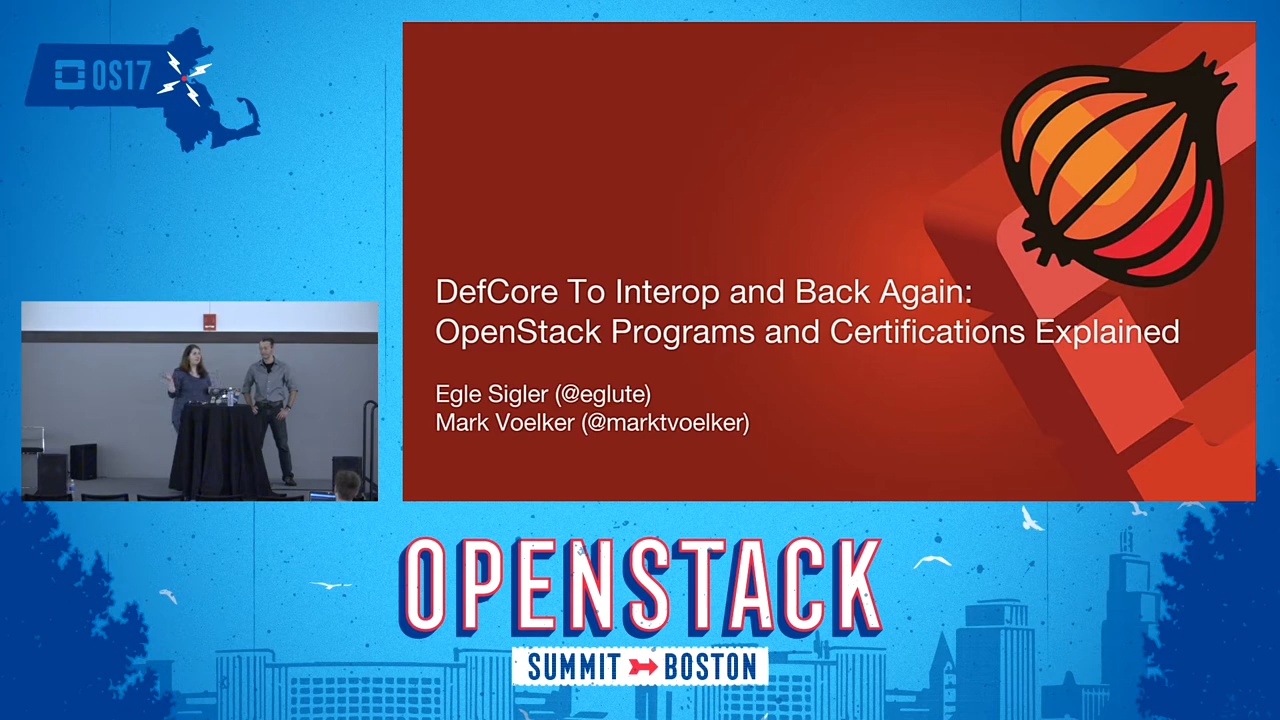 OS17
DefCore To Interop and Back Again:
OpenStack Programs and Certifications Explained
Egle Sigler (@eglute)
Mark Voelker (@marktvoelker)
OPENSTACK
SUMMIT BOSTON